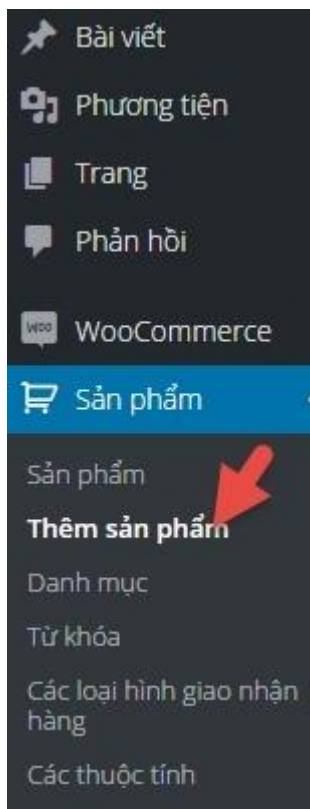 Bài viết
Phương tiện
Trang
Phản hồi
Woo WooCommerce
Sản phẩm
Sản phẩm
Thêm sản phẩm
Danh mục
Từ khóa
Các loại hình giao nhận
hàng
Các thuộc tính